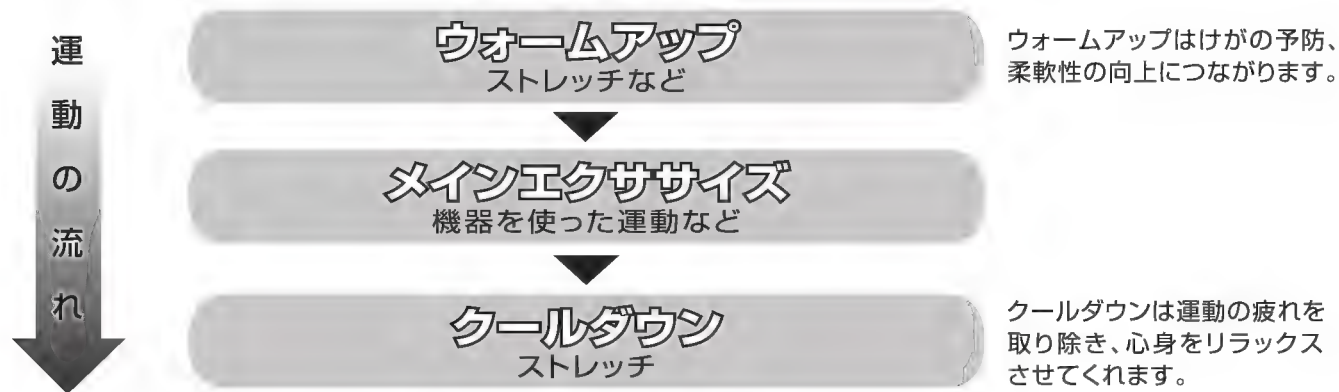 運動の流れ
ウォームアップ
ストレッチなど
ウォームアップはけがの予防、
柔軟性の向上につながります。
メインエクササイズ
機器を使った運動など
クールダウン
ストレッチ
クールダウンは運動の疲れを
取り除き、心身をリラックス
させてくれます。